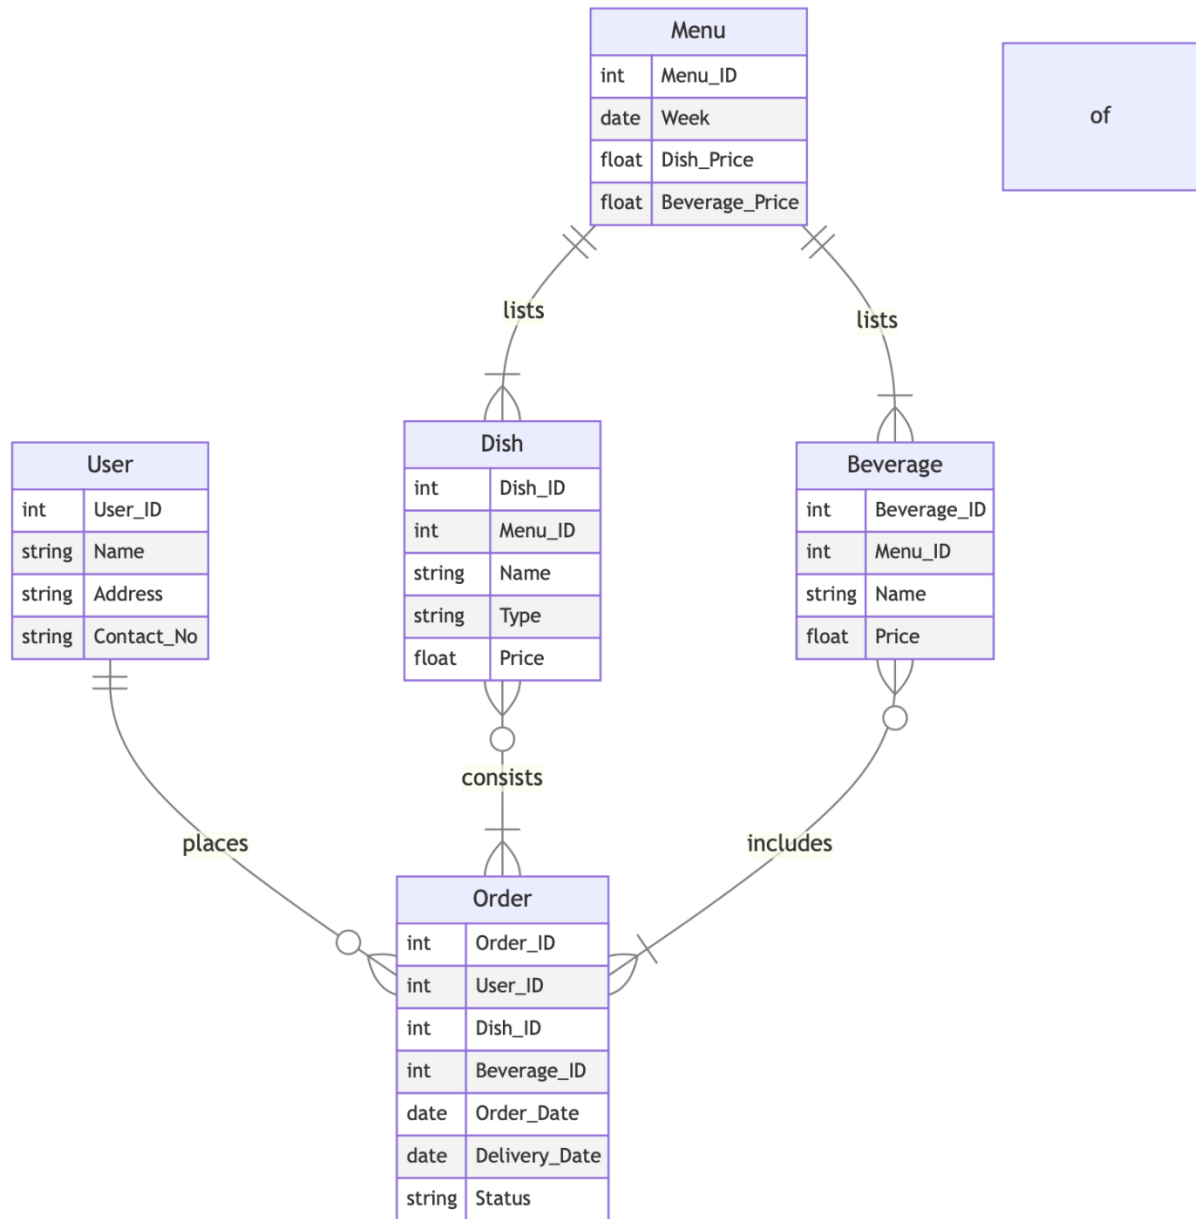 Menu
int Menu_ID
date Week
float Dish_Price
float Beverage_Price
of
lists
lists
User
int User_ID
string Name
string Address
string Contact_No
Dish
int Dish_ID
int Menu_ID
string Name
string Type
float Price
Beverage
int Beverage_ID
int Menu_ID
string Name
float Price
consists
places
includes
Order
int Order_ID
int User_ID
int Dish_ID
int Beverage_ID
date Order_Date
date Delivery_Date
string Status